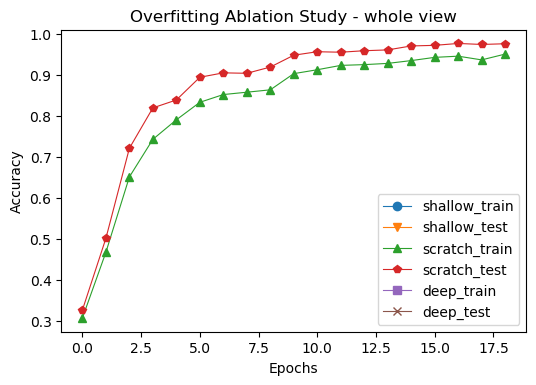 Overfitting Ablation Study - whole view
Accuracy
1.0
0.9
0.8
0.7
0.6
0.5
0.4
0.3
shallow_train
shallow_test
scratch_train
scratch_test
deep_train
deep_test
0.0 2.5 5.0 7.5 10.0 12.5 15.0 17.5
Epochs